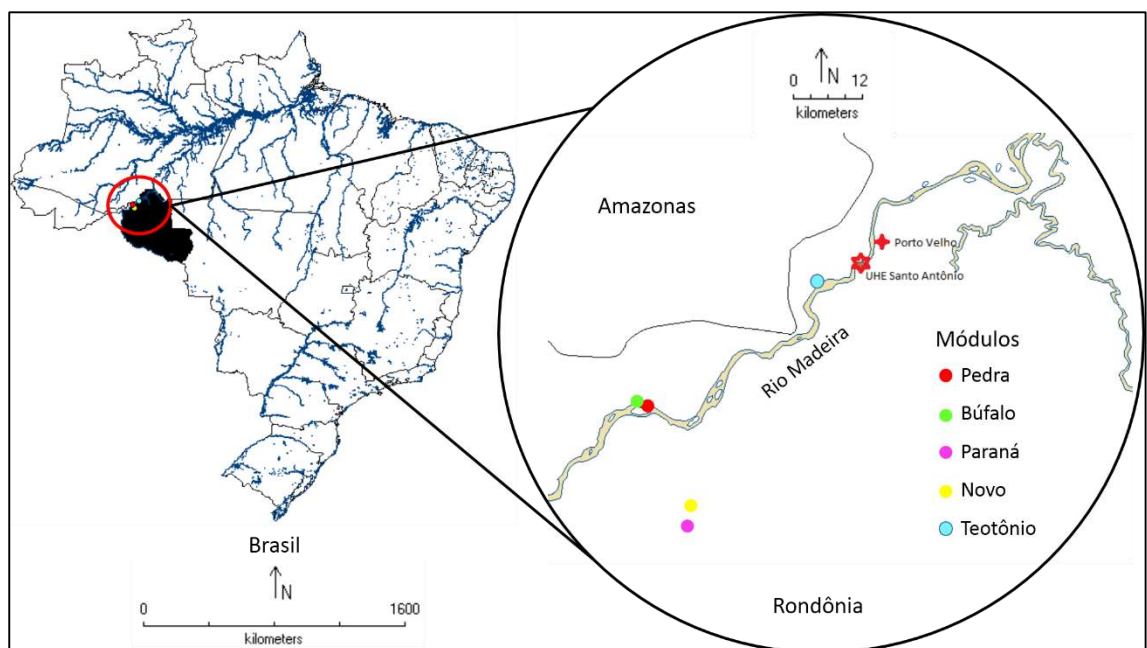 N
0 12
kilometers
Amazonas
Porto Velho
UHE Santo Antônio
Rio Madeira
Módulos
Pedra
Búfalo
Paraná
Novo
Teotônio
Rondônia
Brasil
N
0 1600
kilometers